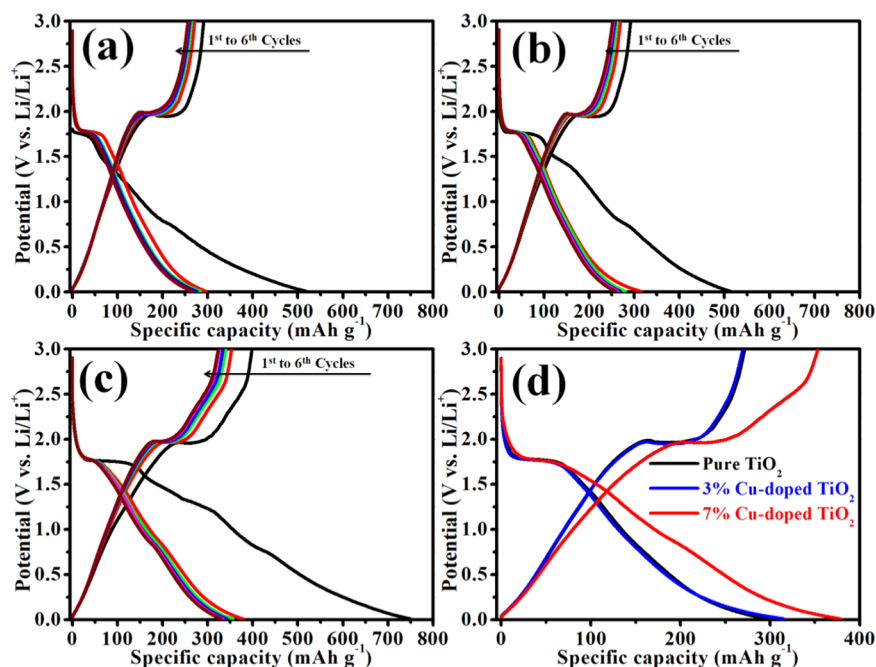 (a)
1st to 6th Cycles
3.0
2.5
2.0
1.5
1.0
0.5
0.0
Potential (V vs. Li/Li+)
0 100 200 300 400 500 600 700 800
Specific capacity (mAh g-1)
(b)
1st to 6th Cycles
3.0
2.5
2.0
1.5
1.0
0.5
0.0
Potential (V vs. Li/Li+)
0 100 200 300 400 500 600 700 800
Specific capacity (mAh g-1)
(c)
1st to 6th Cycles
3.0
2.5
2.0
1.5
1.0
0.5
0.0
Potential (V vs. Li/Li+)
0 100 200 300 400 500 600 700 800
Specific capacity (mAh g-1)
(d)
3.0
2.5
2.0
1.5
1.0
0.5
0.0
Potential (V vs. Li/Li+)
Pure TiO2
3% Cu-doped TiO2
7% Cu-doped TiO2
0 100 200 300 400
Specific capacity (mAh g-1)